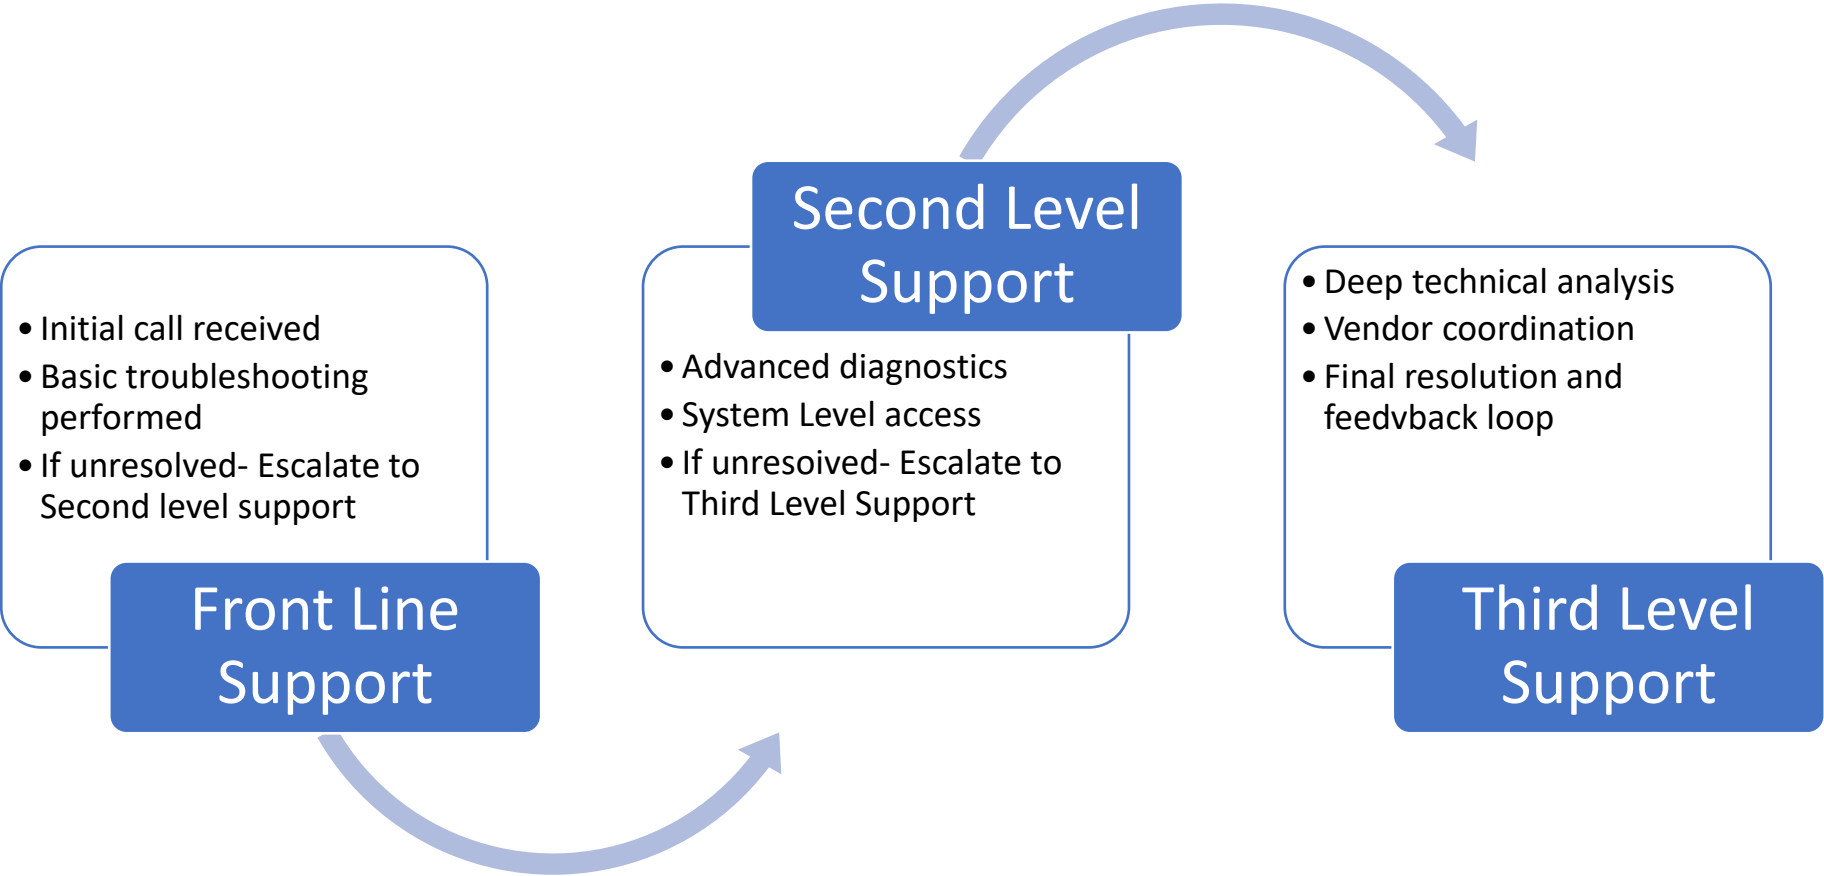 • Initial call received
• Basic troubleshooting
performed
• If unresolved- Escalate to
Second level support
Front Line
Support
Second Level
Support
• Advanced diagnostics
• System Level access
• If unresoived- Escalate to
Third Level Support
• Deep technical analysis
• Vendor coordination
• Final resolution and
feedvback loop
Third Level
Support